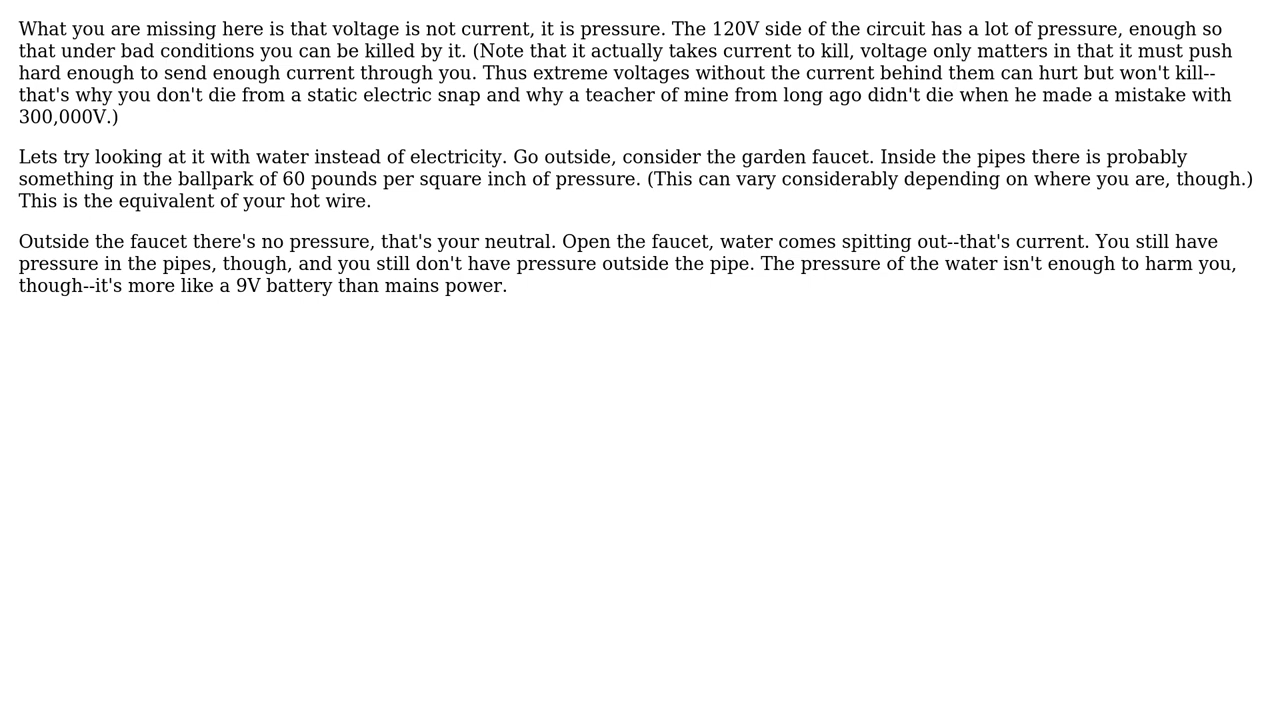 What you are missing here is that voltage is not current, it is pressure. The 120V side of the circuit has a lot of pressure, enough so
that under bad conditions you can be killed by it. (Note that it actually takes current to kill, voltage only matters in that it must push
hard enough to send enough current through you. Thus extreme voltages without the current behind them can hurt but won't kill--
that's why you don't die from a static electric snap and why a teacher of mine from long ago didn't die when he made a mistake with
300,000V.)
Lets try looking at it with water instead of electricity. Go outside, consider the garden faucet. Inside the pipes there is probably
something in the ballpark of 60 pounds per square inch of pressure. (This can vary considerably depending on where you are, though.)
This is the equivalent of your hot wire.
Outside the faucet there's no pressure, that's your neutral. Open the faucet, water comes spitting out--that's current. You still have
pressure in the pipes, though, and you still don't have pressure outside the pipe. The pressure of the water isn't enough to harm you,
though--it's more like a 9V battery than mains power.